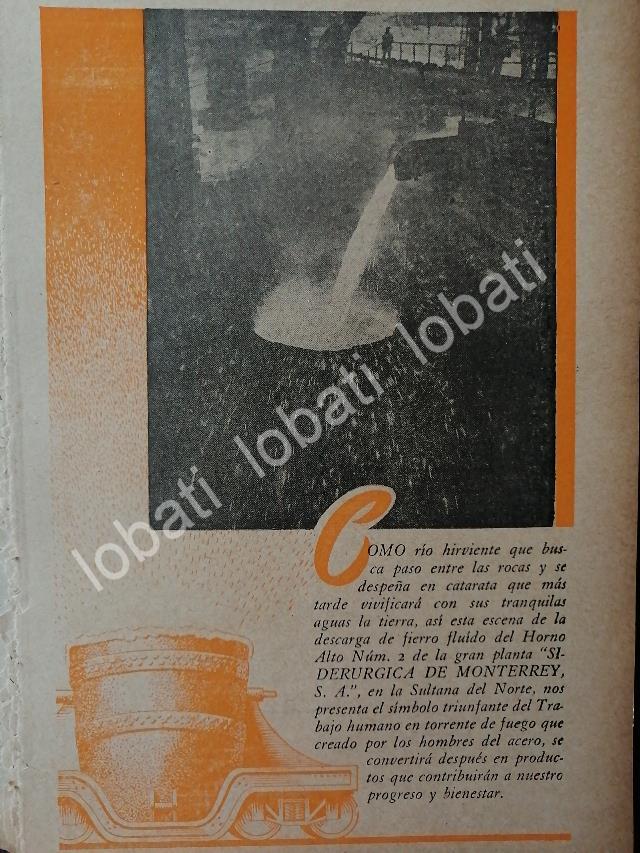 lobati lobati lobati lobati
COMO río hirviente que bus-
ca paso entre las rocas y se
despeña en catarata que más
tarde vivificará con sus tranquilas
aguas la tierra, así esta escena de la
descarga de fierro fluído del Horno
Alto Núm. 2 de la gran planta "SI-
DERURGICA DE MONTERREY,
S. A.", en la Sultana del Norte, nos
presenta el símbolo triunfante del Tra-
bajo humano en torrente de fuego que
creado por los hombres del acero, se
convertirá después en produc-
tos que contribuirán a nuestro
progreso y bienestar.